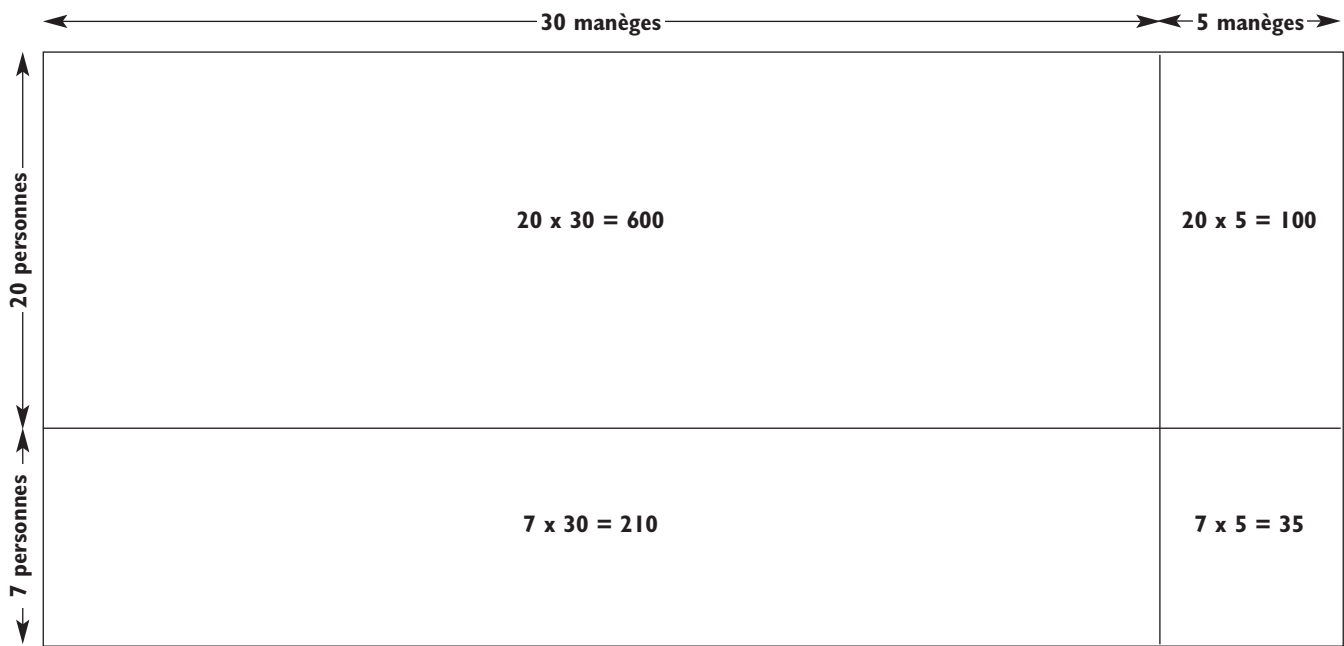 30 manèges
5 manèges
20 personnes
20 x 30 = 600
20 x 5 = 100
7 personnes
7 x 30 = 210
7 x 5 = 35